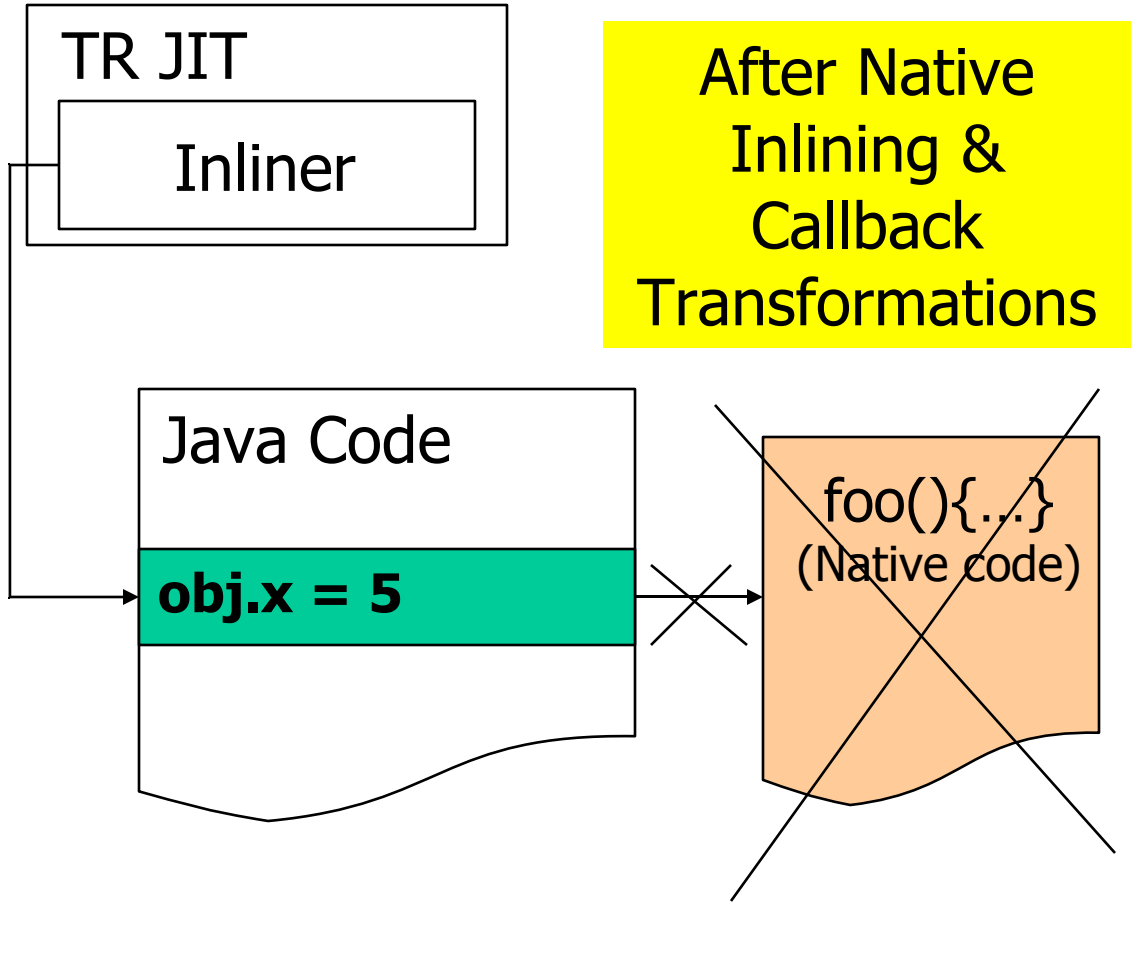 TR JIT
Inliner
After Native
Inlining &
Callback
Transformations
Java Code
obj.x = 5
foo(){...}
(Native code)